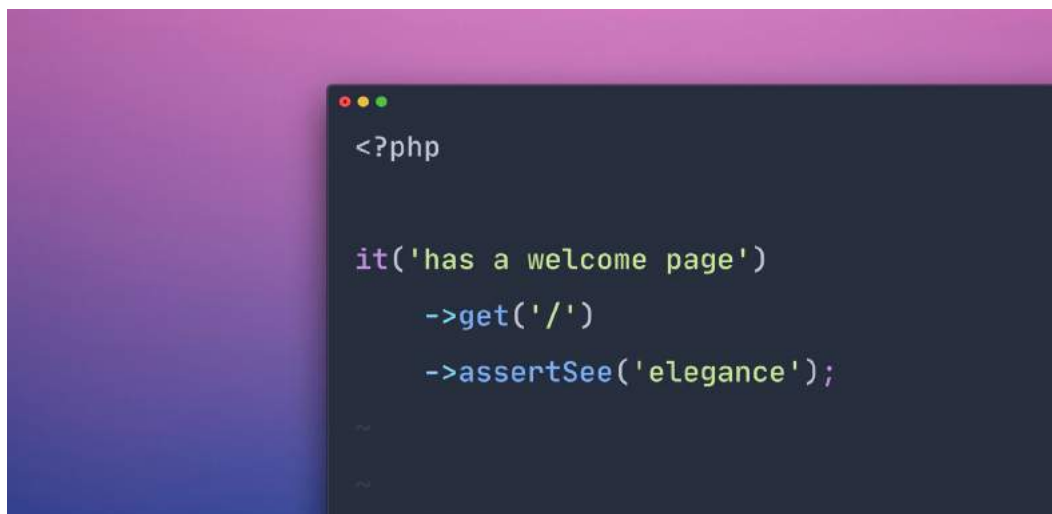 <?php
it('has a welcome page')
->get('/')
->assertSee('elegance');
~
~